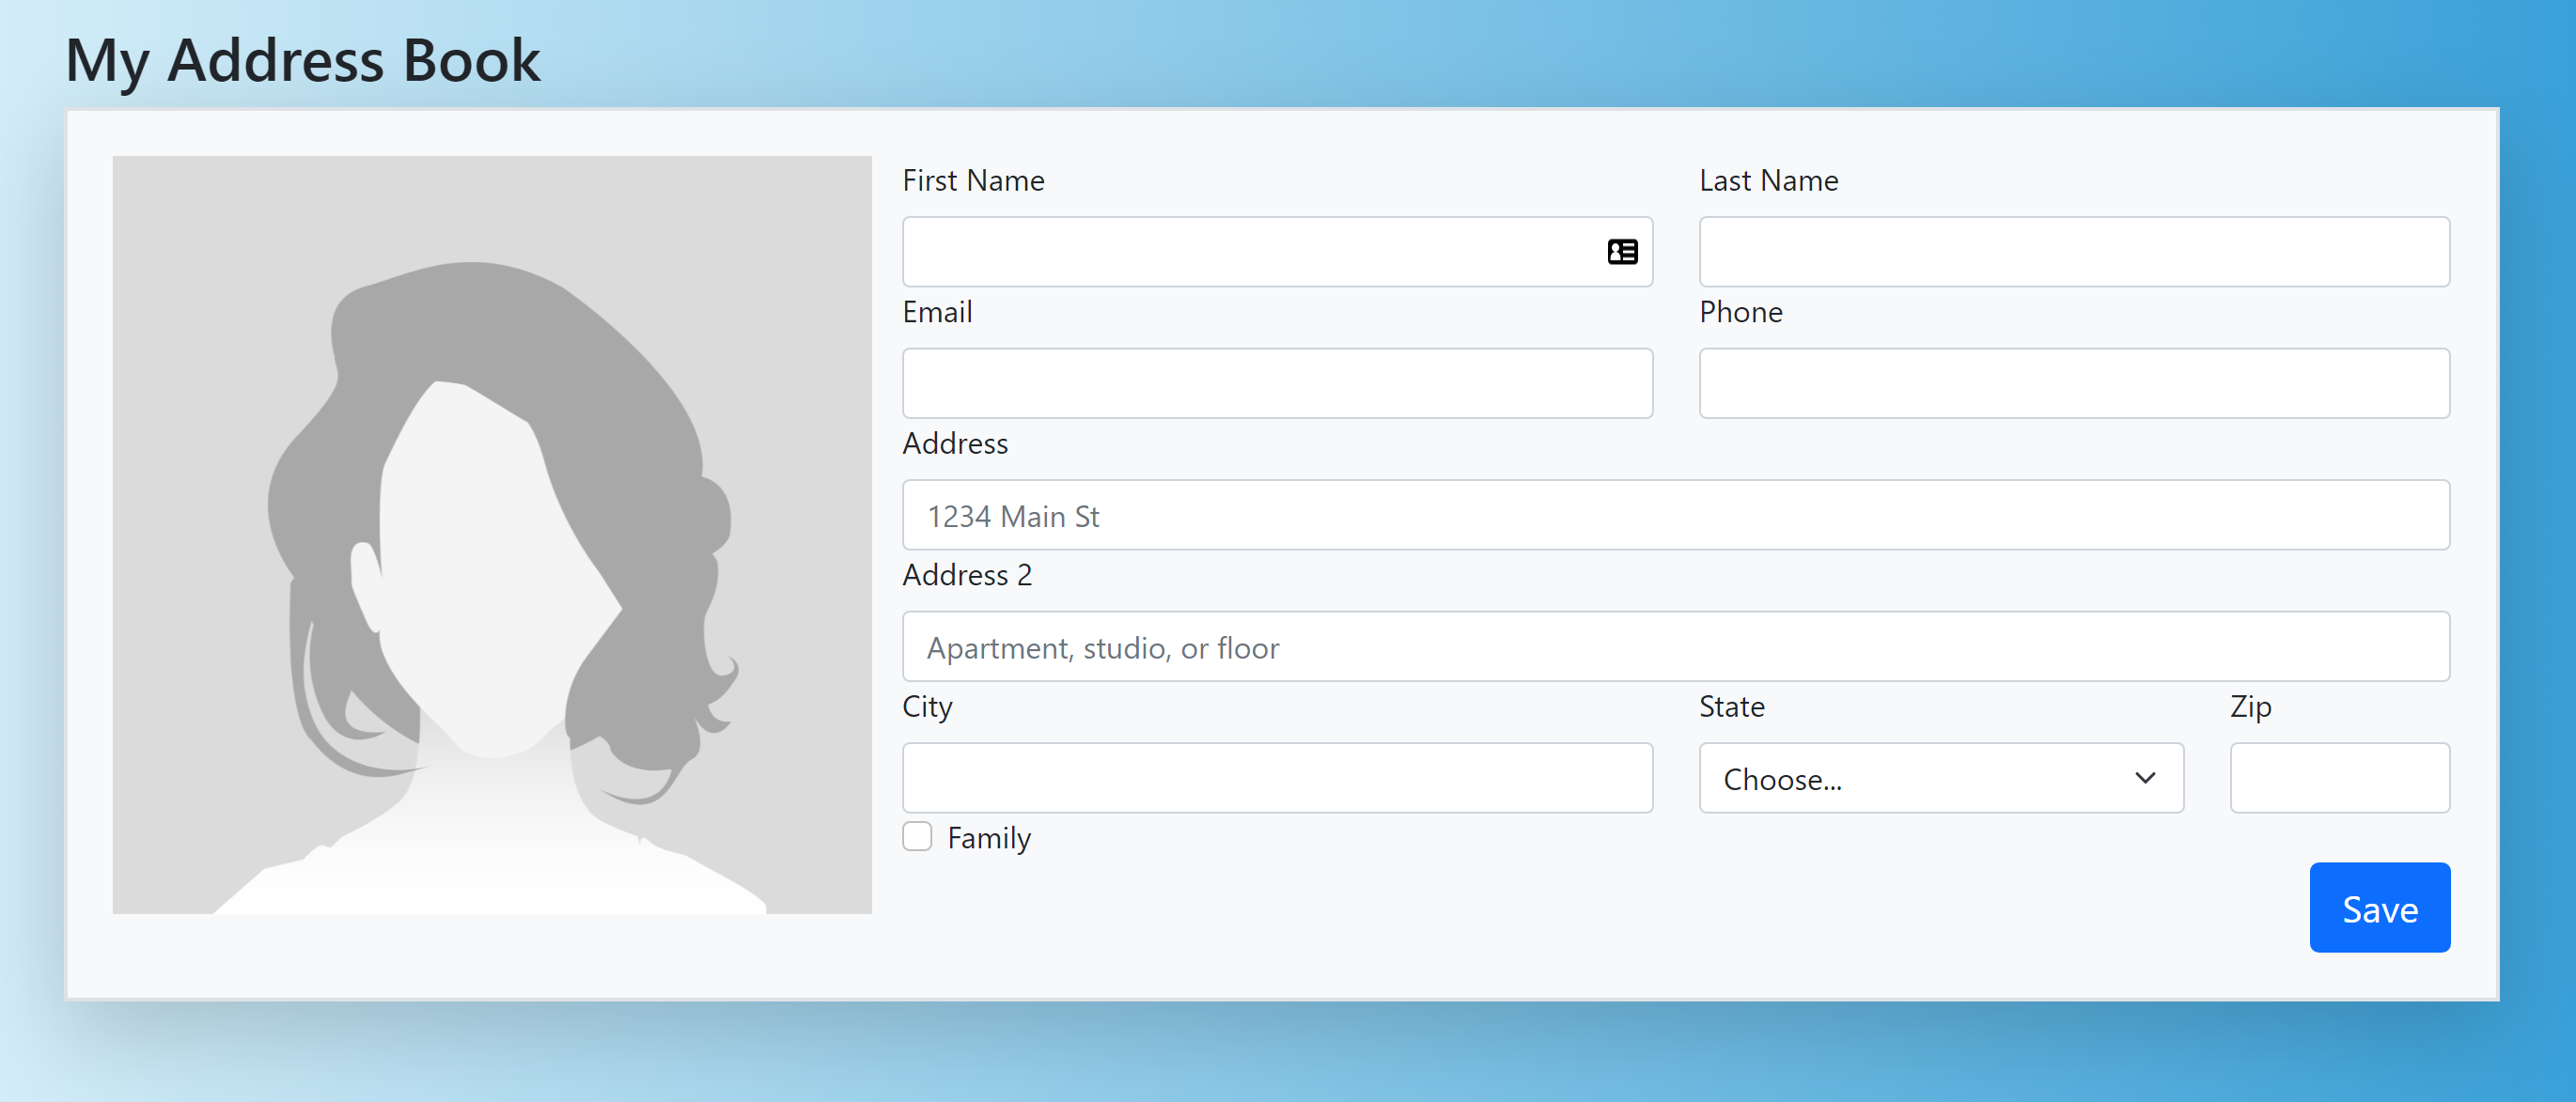 My Address Book
First Name
Last Name
Email
Phone
Address
1234 Main St
Address 2
Apartment, studio, or floor
City
State
Zip
Choose...
Family
Save